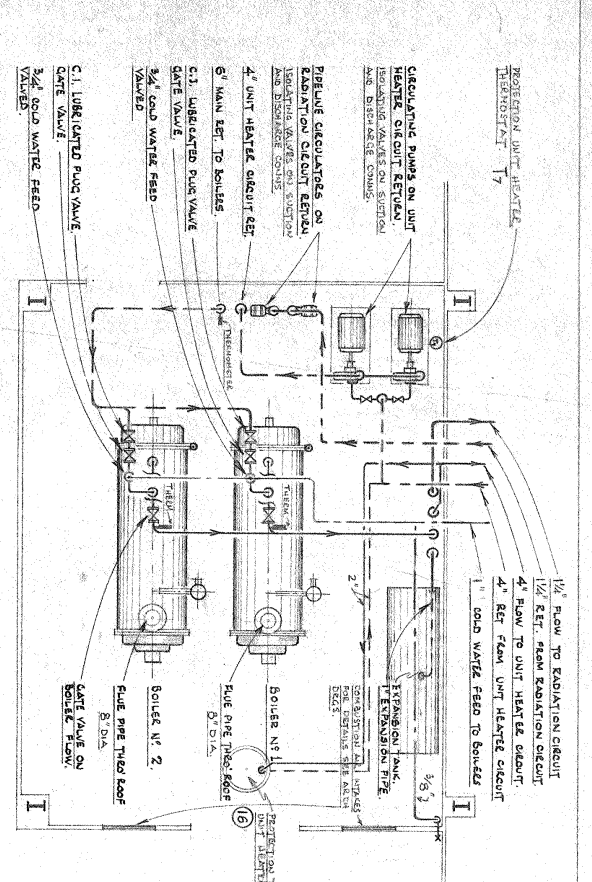 PROTECTION UNIT HEATER
THERMOSTAT T7
CIRCULATING PUMPS ON UNIT
HEATER CIRCUIT RETURN.
ISOLATING VALVES ON SUCTION
AND DISCHARGE CONNS.
PIPELINE CIRCULATORS ON
RADIATION CIRCUIT RETURN
ISOLATING VALVES ON SUCTION
AND DISCHARGE CONNS
4" UNIT HEATER CIRCUIT RET.
6" MAIN RET. TO BOILERS.
C.I. LUBRICATED PLUG VALVE
GATE VALVE.
3/4" COLD WATER FEED
VALVED
C.I. LUBRICATED PLUG VALVE.
GATE VALVE.
3/4" COLD WATER FEED
VALVED.
THERMOMETER
THERM.
THERM.
1 1/4" FLOW TO RADIATION CIRCUIT
1 1/4" RET. FROM RADIATION CIRCUIT
4" FLOW TO UNIT HEATER CIRCUIT.
4" RET FROM UNIT HEATER CIRCUIT
1" COLD WATER FEED TO BOILERS
EXPANSION TANK.
1" EXPANSION PIPE.
3/8"
2"
COMBUSTION AIR INTAKES
FOR DETAILS SEE ARCH
DRGS.
BOILER No. 1
FLUE PIPE THRO' ROOF
8" DIA.
PROTECTION
UNIT HEATER
16
BOILER No. 2
FLUE PIPE THRO' ROOF
8" DIA
GATE VALVE ON
BOILER FLOW.